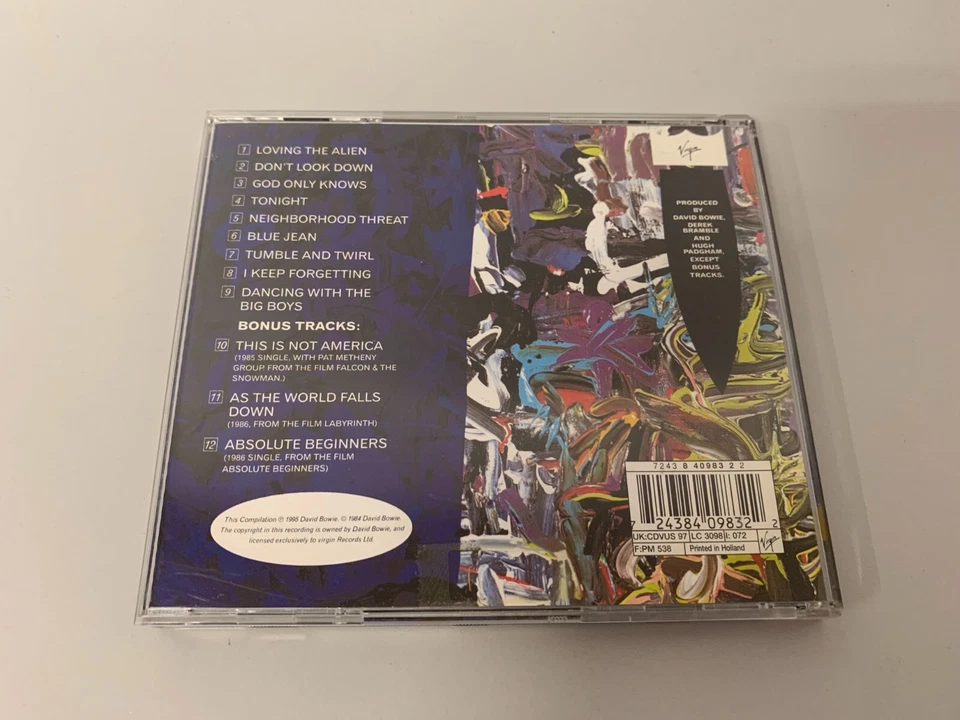 1 LOVING THE ALIEN
2 DON'T LOOK DOWN
3 GOD ONLY KNOWS
4 TONIGHT
5 NEIGHBORHOOD THREAT
6 BLUE JEAN
7 TUMBLE AND TWIRL
8 I KEEP FORGETTING
9 DANCING WITH THE
BIG BOYS
BONUS TRACKS:
10 THIS IS NOT AMERICA
(1985 SINGLE, WITH PAT METHENY
GROUP. FROM THE FILM FALCON & THE
SNOWMAN.)
11 AS THE WORLD FALLS
DOWN
(1986, FROM THE FILM LABYRINTH)
12 ABSOLUTE BEGINNERS
(1986 SINGLE, FROM THE FILM
ABSOLUTE BEGINNERS)
This Compilation ℗ 1995 David Bowie. © 1984 David Bowie.
The copyright in this recording is owned by David Bowie, and
licensed exclusively to virgin Records Ltd.
Virgin
PRODUCED
BY
DAVID BOWIE,
DEREK
BRAMBLE
AND
HUGH
PADGHAM,
EXCEPT
BONUS
TRACKS.
7243 8 40983 2 2
7 24384 09832 2
UK:CDVUS 97 LC 3098 I: 072
F:PM 538 Printed in Holland
Virgin